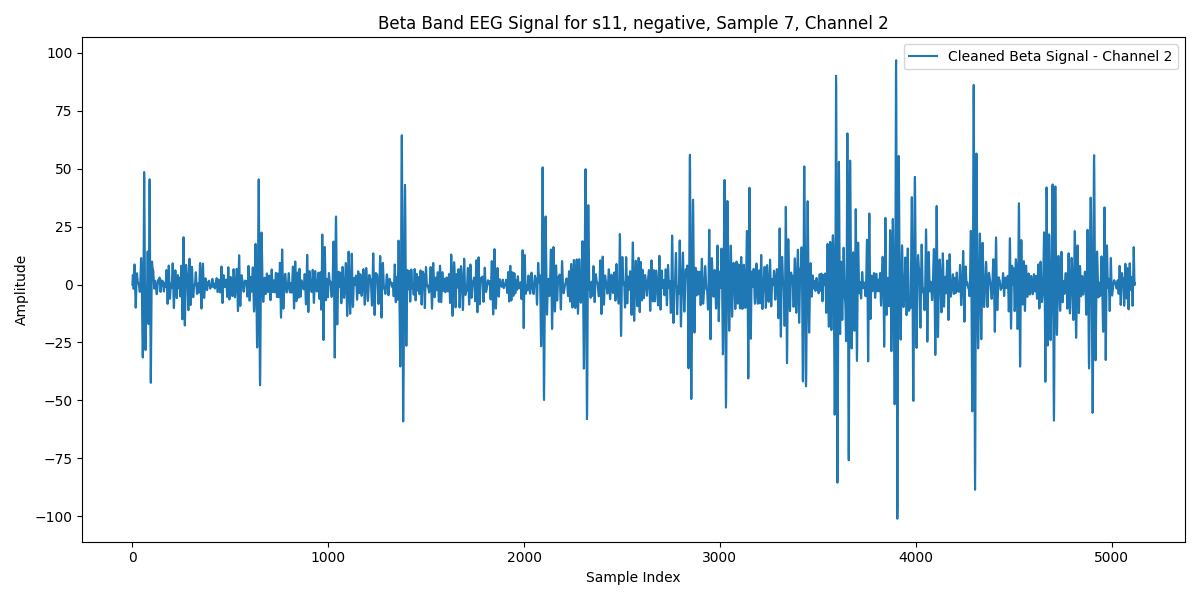 Beta Band EEG Signal for s11, negative, Sample 7, Channel 2
Cleaned Beta Signal - Channel 2
Amplitude
100
75
50
25
0
−25
−50
−75
−100
0 1000 2000 3000 4000 5000
Sample Index